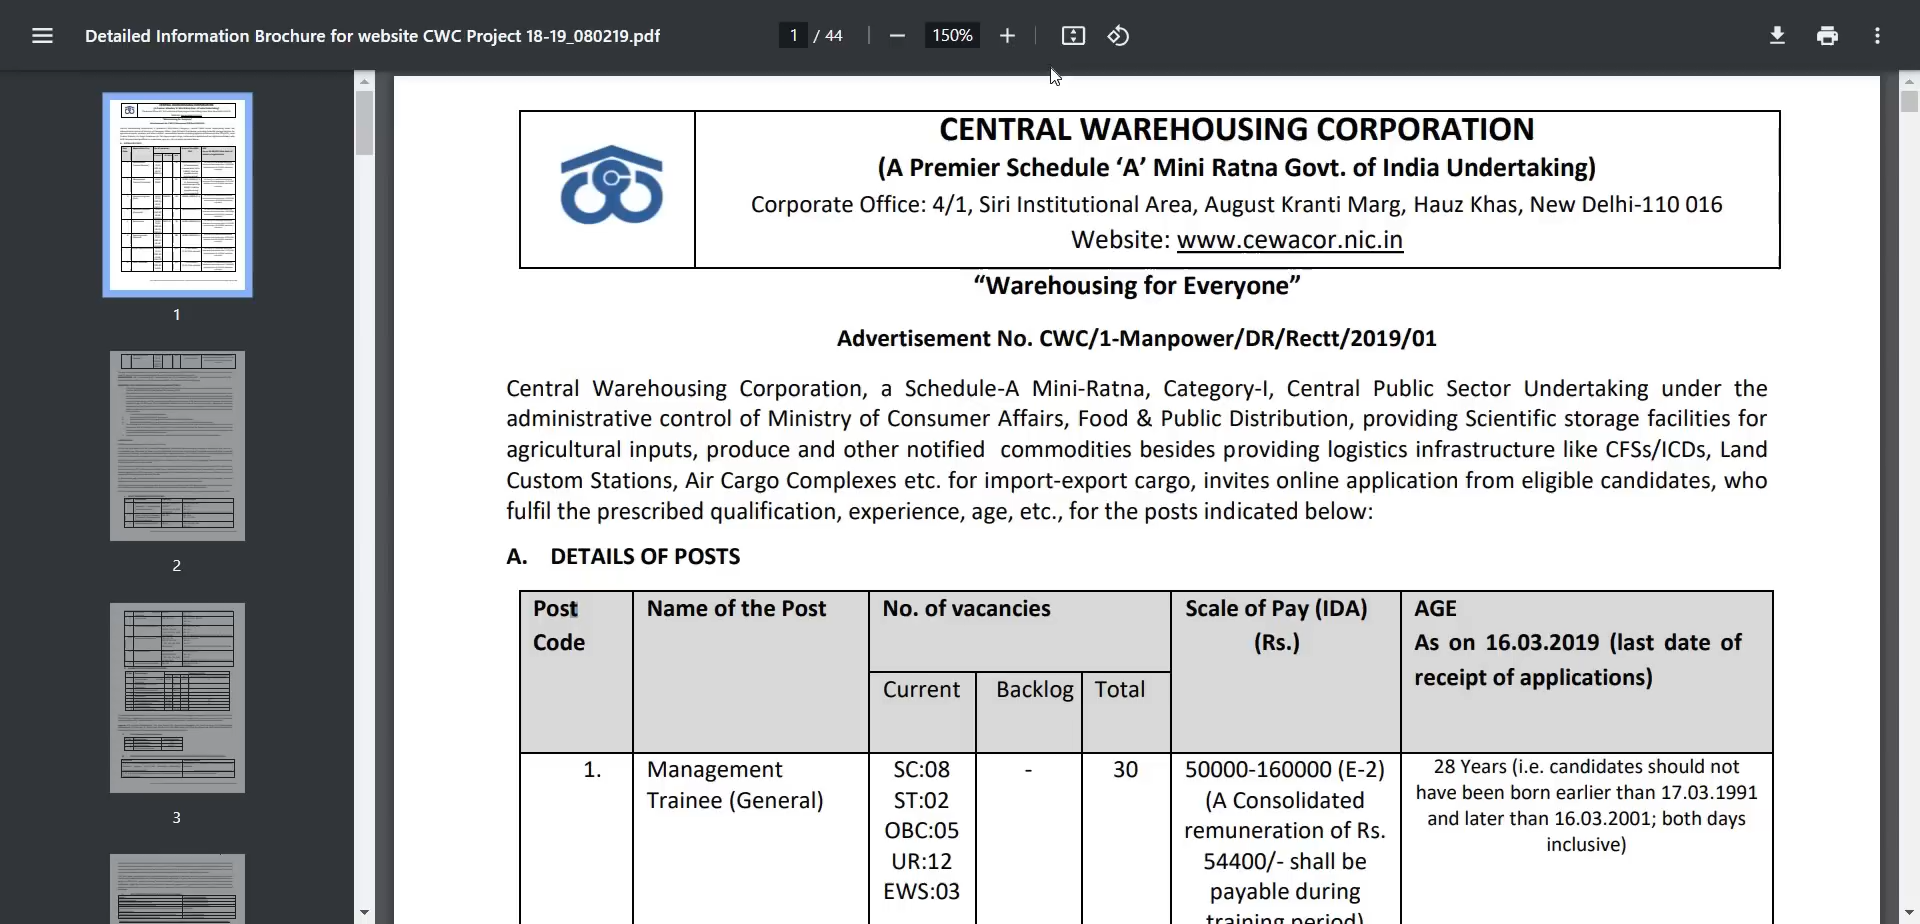 Detailed Information Brochure for website CWC Project 18-19_080219.pdf
1 / 44
150%
CENTRAL WAREHOUSING CORPORATION
(A Premier Schedule ‘A’ Mini Ratna Govt. of India Undertaking)
Corporate Office: 4/1, Siri Institutional Area, August Kranti Marg, Hauz Khas, New Delhi-110 016
Website: www.cewacor.nic.in
“Warehousing for Everyone”
Advertisement No. CWC/1-Manpower/DR/Rectt/2019/01
Central Warehousing Corporation, a Schedule-A Mini-Ratna, Category-I, Central Public Sector Undertaking under the
administrative control of Ministry of Consumer Affairs, Food & Public Distribution, providing Scientific storage facilities for
agricultural inputs, produce and other notified commodities besides providing logistics infrastructure like CFSs/ICDs, Land
Custom Stations, Air Cargo Complexes etc. for import-export cargo, invites online application from eligible candidates, who
fulfil the prescribed qualification, experience, age, etc., for the posts indicated below:
A. DETAILS OF POSTS
Post
Code
Name of the Post
No. of vacancies
Current
Backlog
Total
Scale of Pay (IDA)
(Rs.)
AGE
As on 16.03.2019 (last date of
receipt of applications)
1.
Management
Trainee (General)
SC:08
ST:02
OBC:05
UR:12
EWS:03
-
30
50000-160000 (E-2)
(A Consolidated
remuneration of Rs.
54400/- shall be
payable during
training period)
28 Years (i.e. candidates should not
have been born earlier than 17.03.1991
and later than 16.03.2001; both days
inclusive)
1
2
3